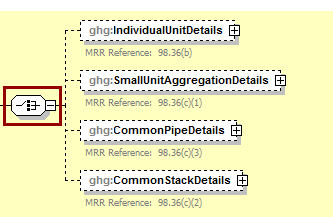 ghg:IndividualUnitDetails
MRR Reference: 98.36(b)
ghg:SmallUnitAggregationDetails
MRR Reference: 98.36(c)(1)
ghg:CommonPipeDetails
MRR Reference: 98.36(c)(3)
ghg:CommonStackDetails
MRR Reference: 98.36(c)(2)